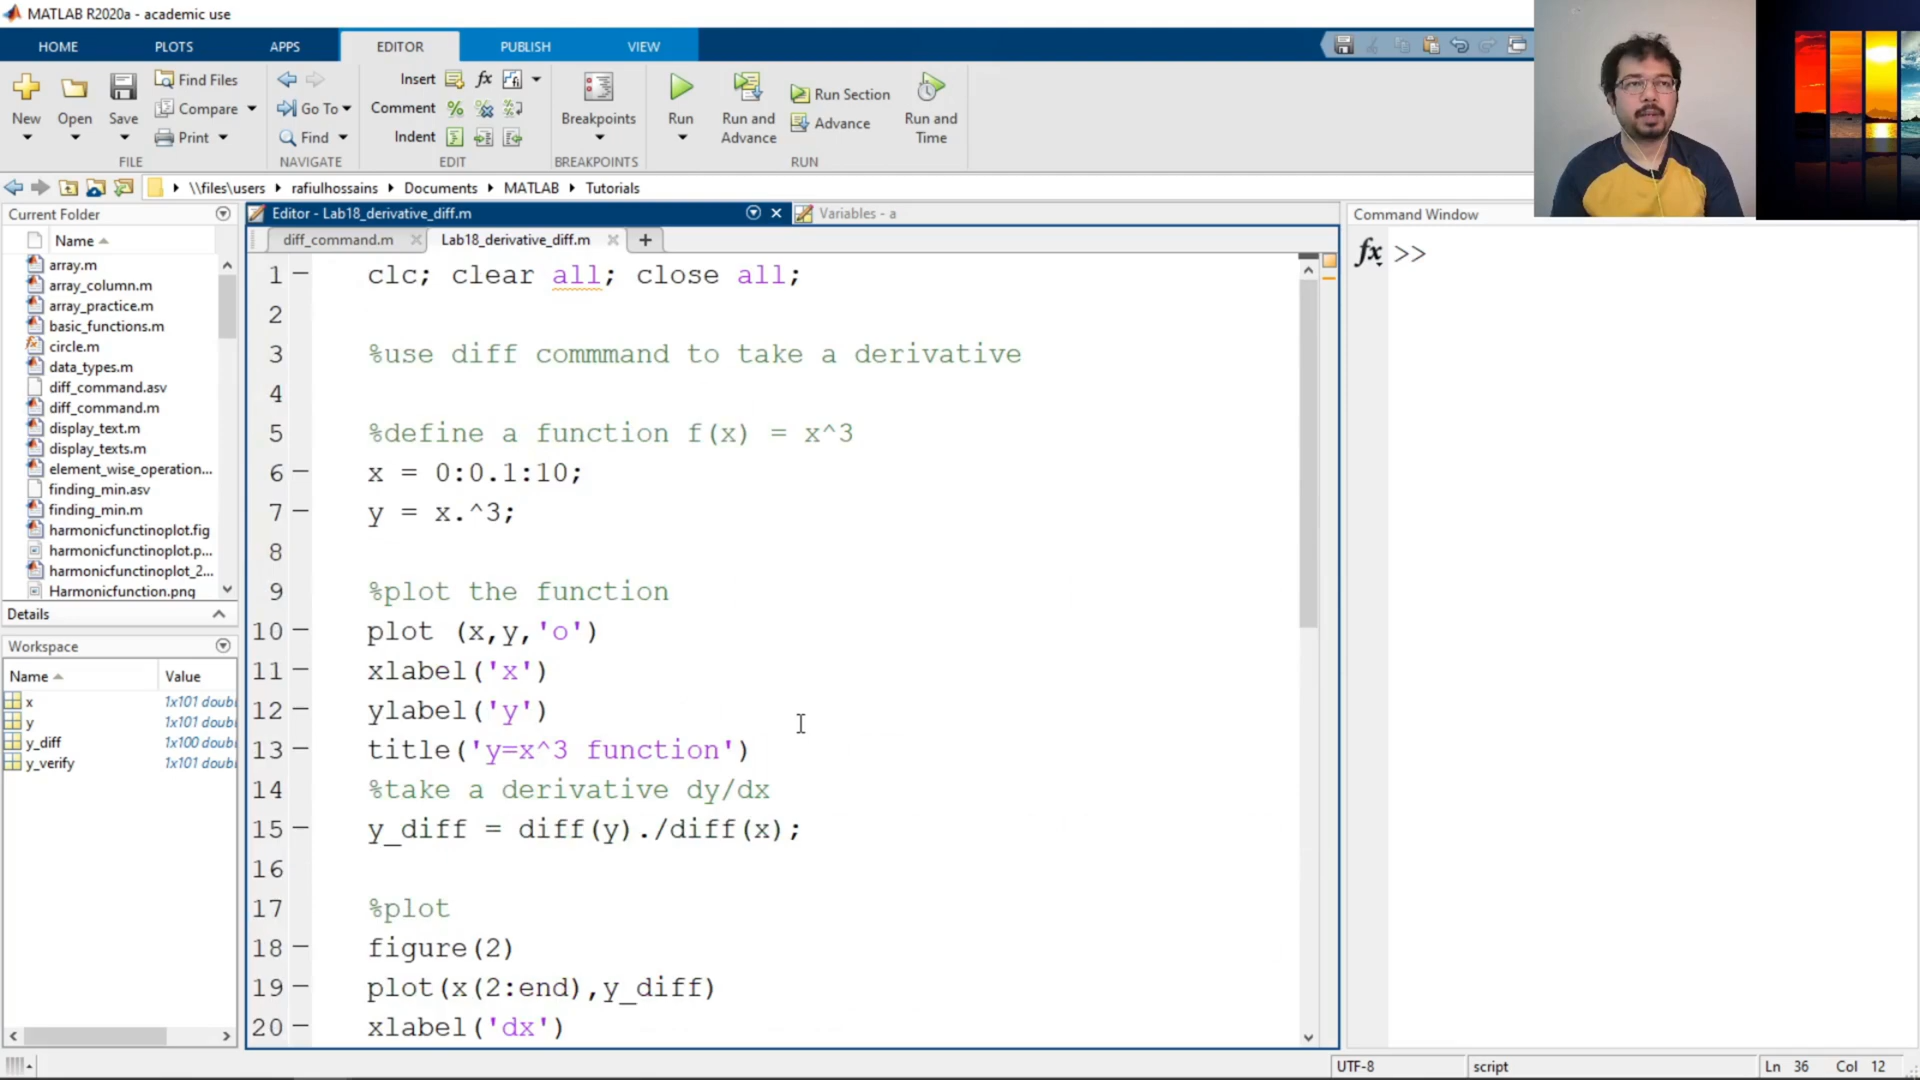 MATLAB R2020a - academic use
HOME PLOTS APPS EDITOR PUBLISH VIEW
New Open Save Find Files Compare Print
FILE
Go To Find
NAVIGATE
Insert fx
Comment %
Indent
EDIT
Breakpoints
BREAKPOINTS
Run Run and Advance Run Section Advance Run and Time
RUN
\\files\users rafiulhossains Documents MATLAB Tutorials
Current Folder
Name
array.m
array_column.m
array_practice.m
basic_functions.m
circle.m
data_types.m
diff_command.asv
diff_command.m
display_text.m
display_texts.m
element_wise_operation...
finding_min.asv
finding_min.m
harmonicfunctinoplot.fig
harmonicfunctinoplot.p...
harmonicfunctinoplot_2...
Harmonicfunction.png
Details
Workspace
Name Value
x 1x101 doubl
y 1x101 doubl
y_diff 1x100 doubl
y_verify 1x101 doubl
Editor - Lab18_derivative_diff.m
Variables - a
diff_command.m Lab18_derivative_diff.m
1 clc; clear all; close all;
2
3 %use diff commmand to take a derivative
4
5 %define a function f(x) = x^3
6 x = 0:0.1:10;
7 y = x.^3;
8
9 %plot the function
10 plot (x,y,'o')
11 xlabel('x')
12 ylabel('y')
13 title('y=x^3 function')
14 %take a derivative dy/dx
15 y_diff = diff(y)./diff(x);
16
17 %plot
18 figure(2)
19 plot(x(2:end),y_diff)
20 xlabel('dx')
Command Window
fx >>
UTF-8 script Ln 36 Col 12